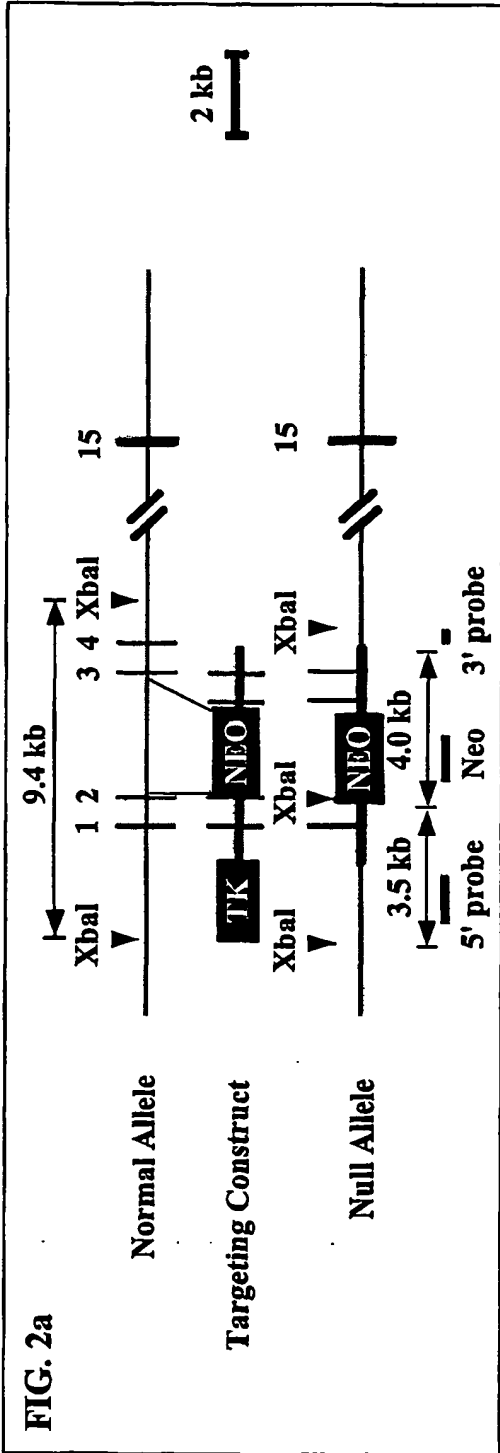 FIG. 2a
9.4 kb
XbaI 1 2 3 4 XbaI 15
Normal Allele
2 kb
TK NEO
Targeting Construct
XbaI XbaI XbaI 15
NEO
Null Allele
3.5 kb 4.0 kb
5' probe Neo 3' probe